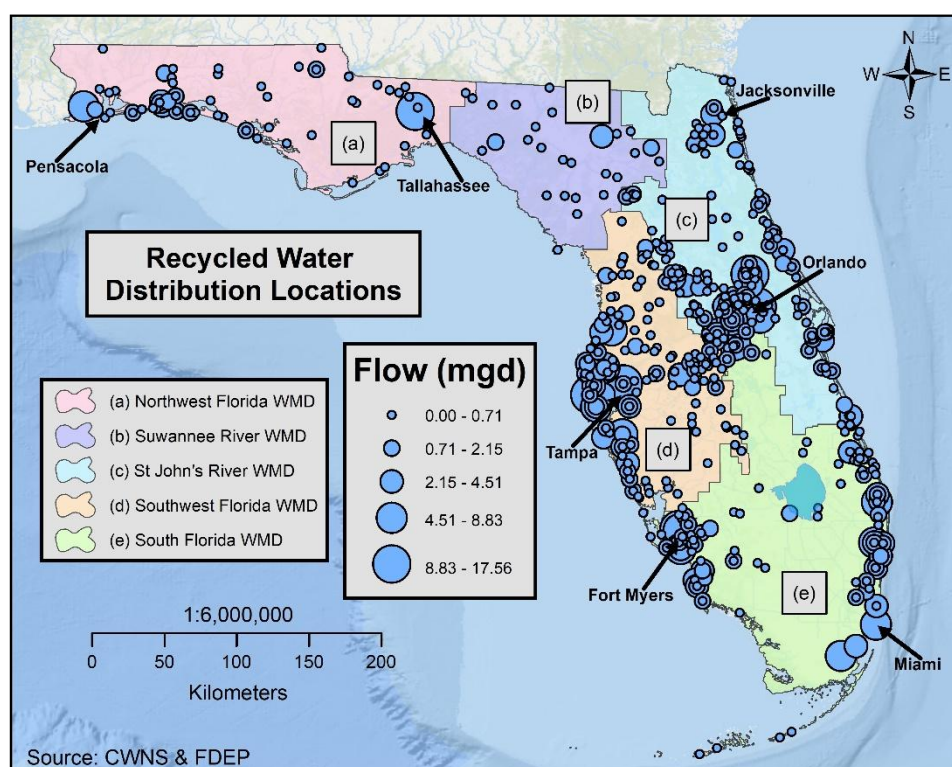 N
W E
S
Jacksonville
(b)
Pensacola
(a)
Tallahassee
(c)
Recycled Water
Distribution Locations
Orlando
Flow (mgd)
0.00 - 0.71
0.71 - 2.15
2.15 - 4.51
4.51 - 8.83
8.83 - 17.56
(a) Northwest Florida WMD
(b) Suwannee River WMD
(c) St John's River WMD
(d) Southwest Florida WMD
(e) South Florida WMD
Tampa
(d)
Fort Myers
(e)
Miami
1:6,000,000
0 50 100 200
Kilometers
Source: CWNS & FDEP